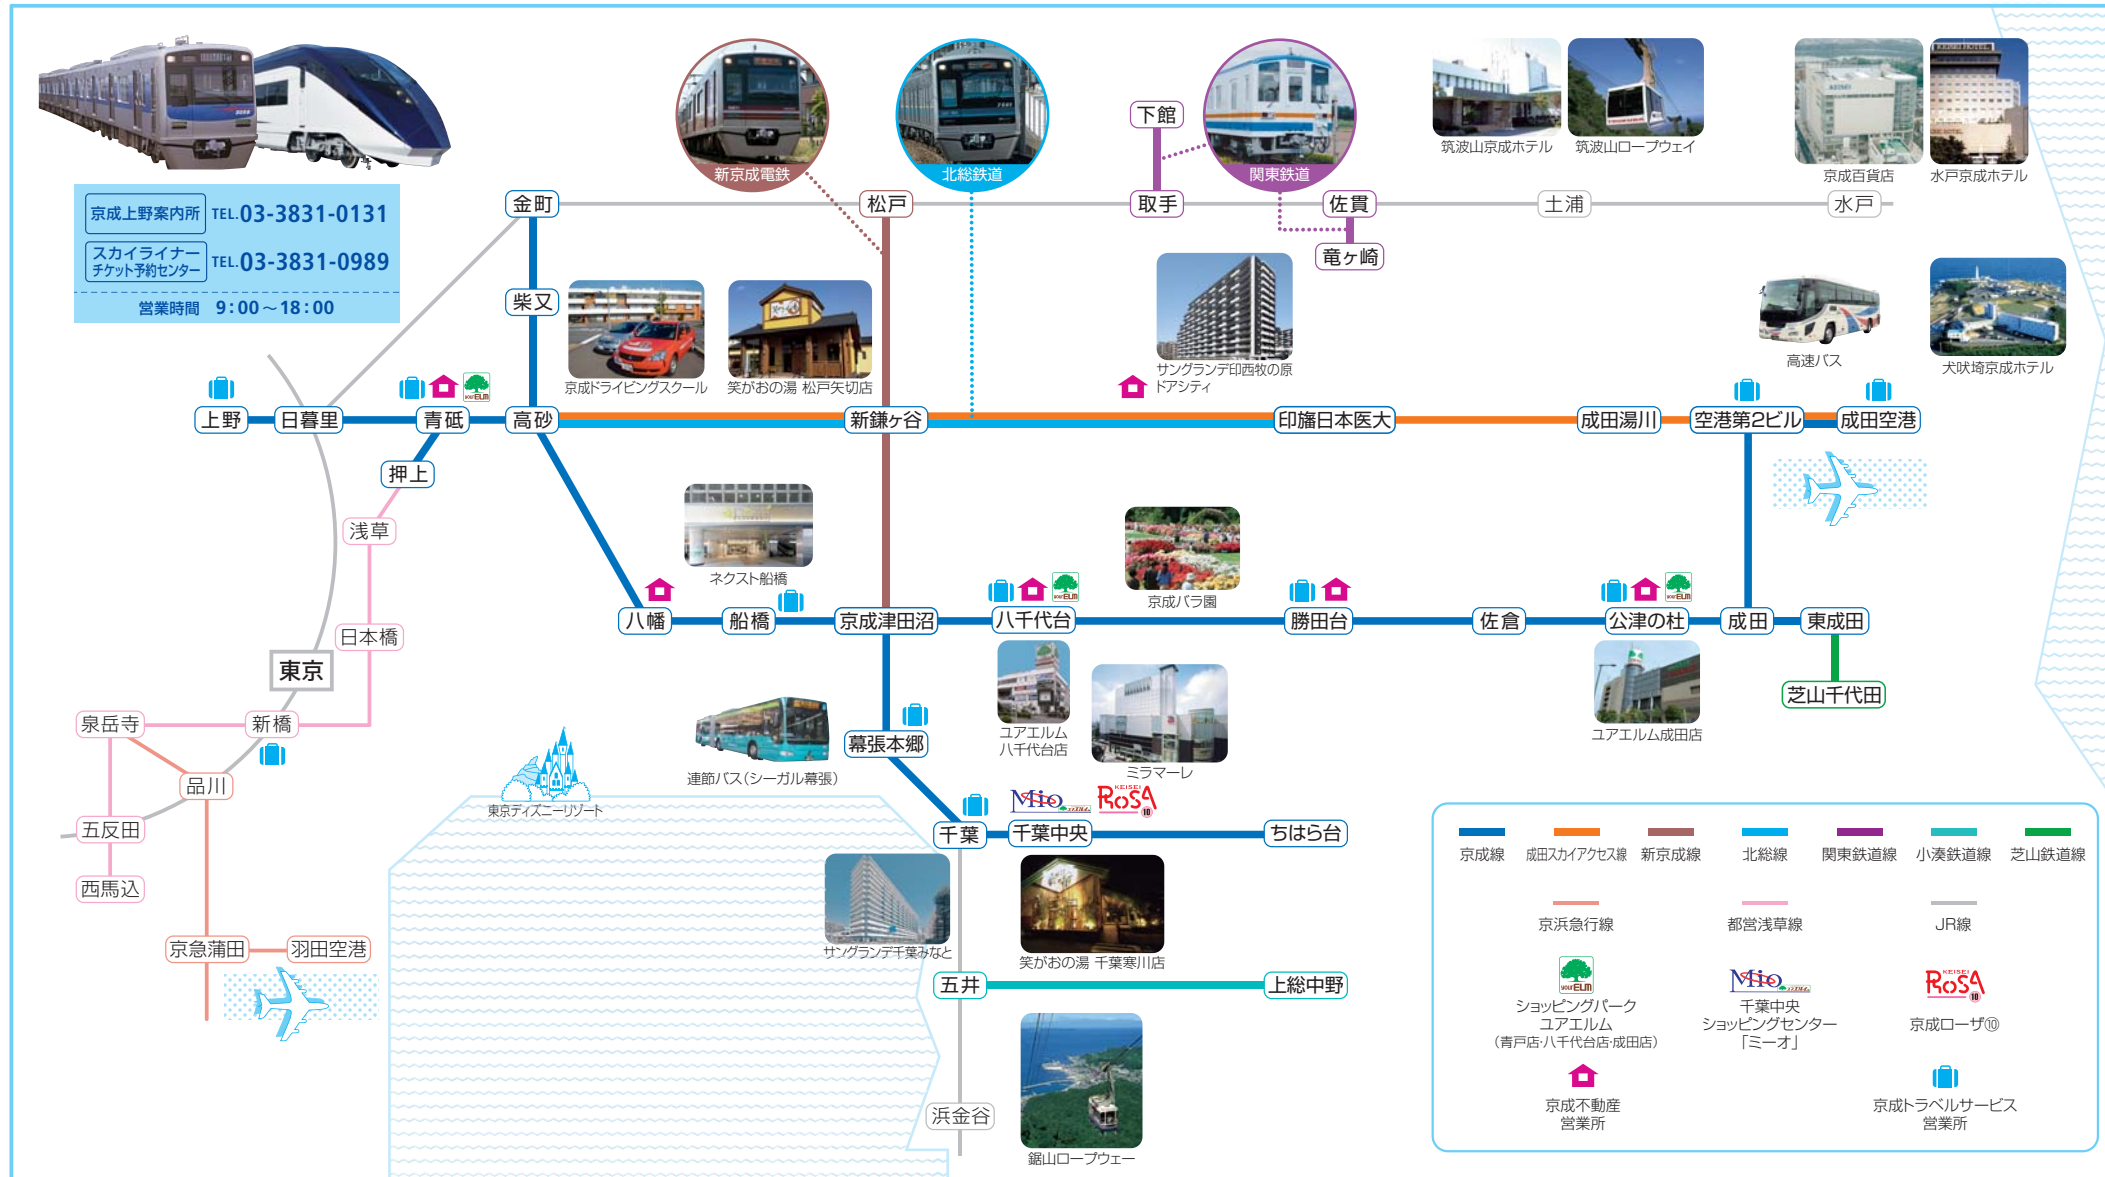 新京成電鉄
北総鉄道
関東鉄道
下館
筑波山京成ホテル
筑波山ロープウェイ
京成百貨店
水戸京成ホテル
京成上野案内所 TEL.03-3831-0131
スカイライナー
チケット予約センター TEL.03-3831-0989
営業時間 9:00～18:00
金町
松戸
取手
佐貫
土浦
水戸
竜ヶ崎
柴又
京成ドライビングスクール
笑がおの湯 松戸矢切店
サングランデ印西牧の原
ドアシティ
高速バス
犬吠埼京成ホテル
上野
日暮里
青砥
高砂
新鎌ヶ谷
印旛日本医大
成田湯川
空港第2ビル
成田空港
押上
浅草
ネクスト船橋
京成バラ園
八幡
船橋
京成津田沼
八千代台
勝田台
佐倉
公津の杜
成田
東成田
日本橋
東京
芝山千代田
泉岳寺
新橋
幕張本郷
ユアエルム
八千代台店
ミラマーレ
ユアエルム成田店
連節バス(シーガル幕張)
品川
東京ディズニーリゾート
Mio
KEISEI
RoSA
10
五反田
千葉
千葉中央
ちはら台
西馬込
京急蒲田
羽田空港
サングランデ千葉みなと
笑がおの湯 千葉寒川店
五井
上総中野
浜金谷
鋸山ロープウェー
京成線
成田スカイアクセス線
新京成線
北総線
関東鉄道線
小湊鉄道線
芝山鉄道線
京浜急行線
都営浅草線
JR線
yourELM
ショッピングパーク
ユアエルム
(青戸店・八千代台店・成田店)
Mio
千葉中央
ショッピングセンター
「ミーオ」
KEISEI
RoSA
10
京成ローザ⑩
京成不動産
営業所
京成トラベルサービス
営業所